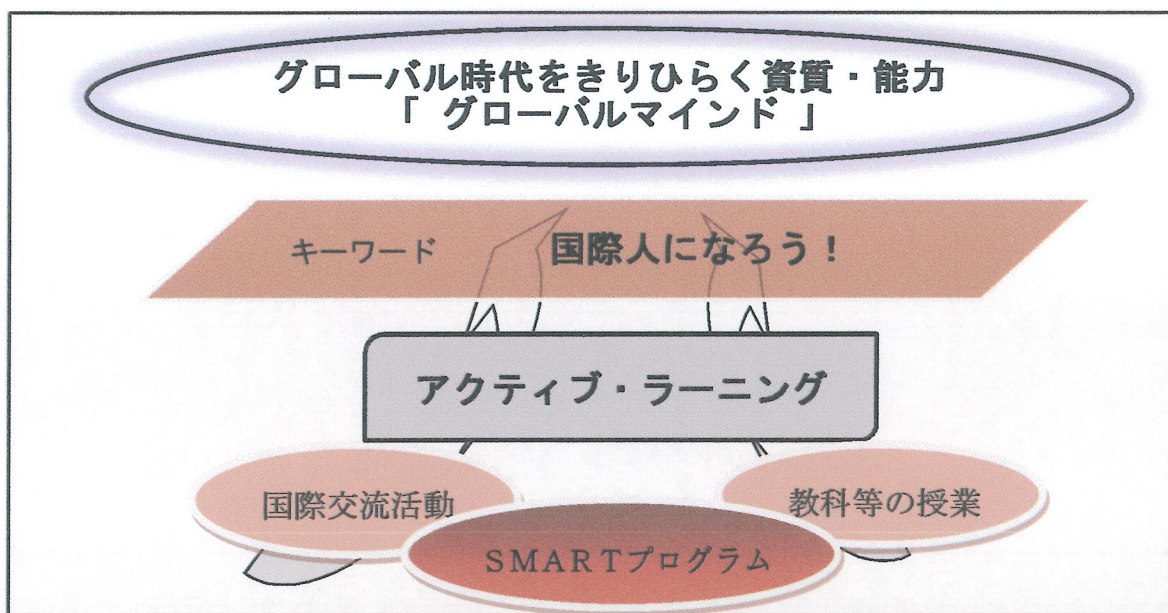 グローバル時代をきりひらく資質・能力
「 グローバルマインド 」
キーワード 国際人になろう！
アクティブ・ラーニング
国際交流活動
教科等の授業
ＳＭＡＲＴプログラム